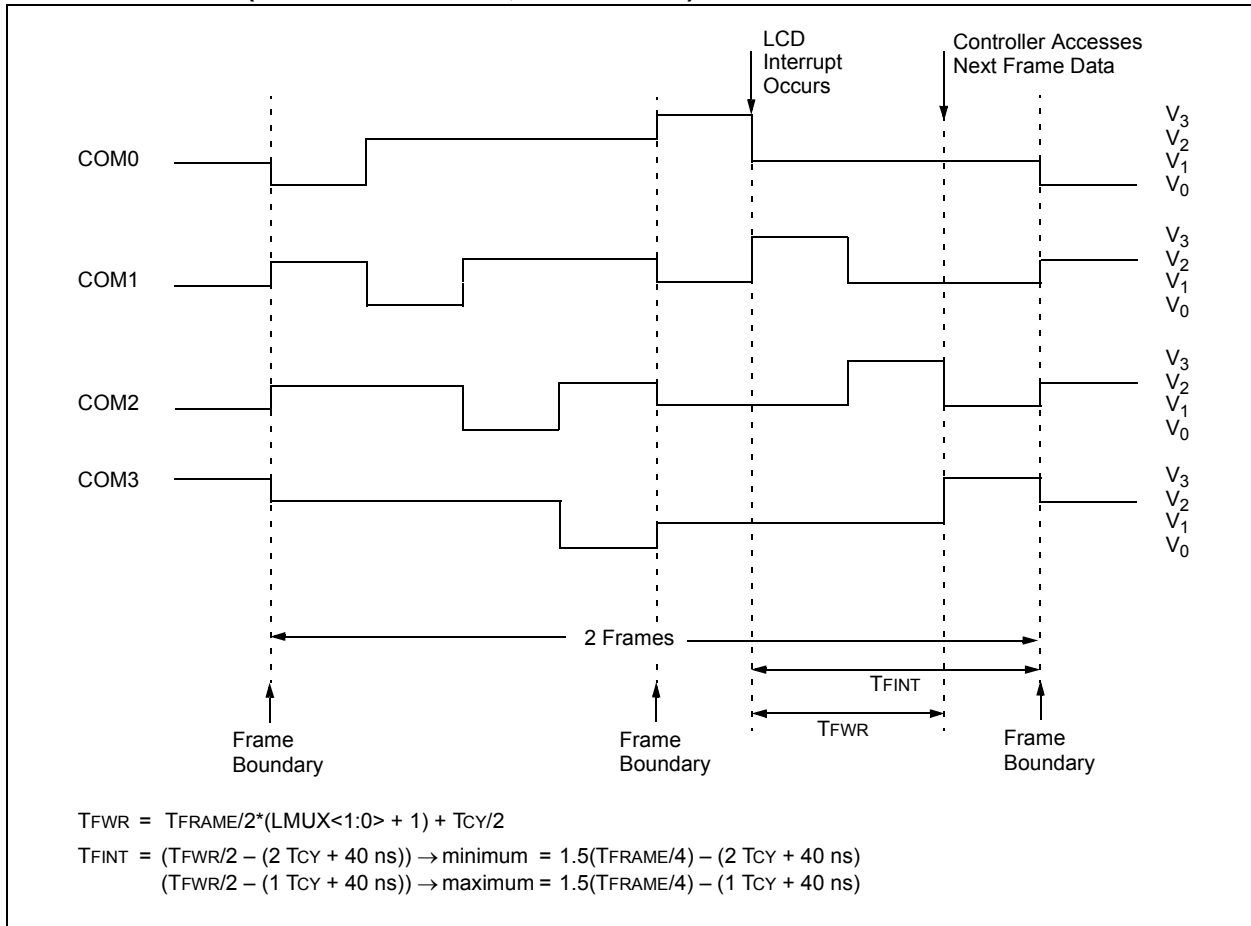 LCD
Interrupt
Occurs
Controller Accesses
Next Frame Data
COM0
V3
V2
V1
V0
COM1
V3
V2
V1
V0
COM2
V3
V2
V1
V0
COM3
V3
V2
V1
V0
2 Frames
TFINT
TFWR
Frame
Boundary
Frame
Boundary
Frame
Boundary
TFWR = TFRAME/2*(LMUX<1:0> + 1) + TCY/2
TFINT = (TFWR/2 – (2 TCY + 40 ns)) → minimum = 1.5(TFRAME/4) – (2 TCY + 40 ns)
(TFWR/2 – (1 TCY + 40 ns)) → maximum = 1.5(TFRAME/4) – (1 TCY + 40 ns)